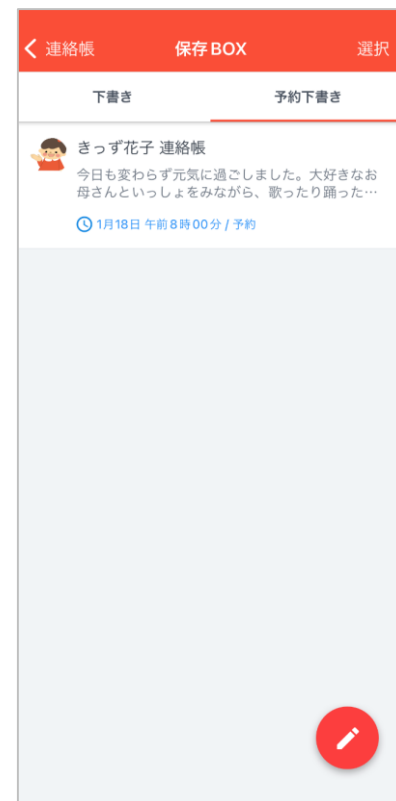 連絡帳 保存BOX 選択
下書き 予約下書き
きっず花子 連絡帳
今日も変わらず元気に過ごしました。大好きなお
母さんといっしょをみながら、歌ったり踊った…
1月18日 午前8時00分 / 予約